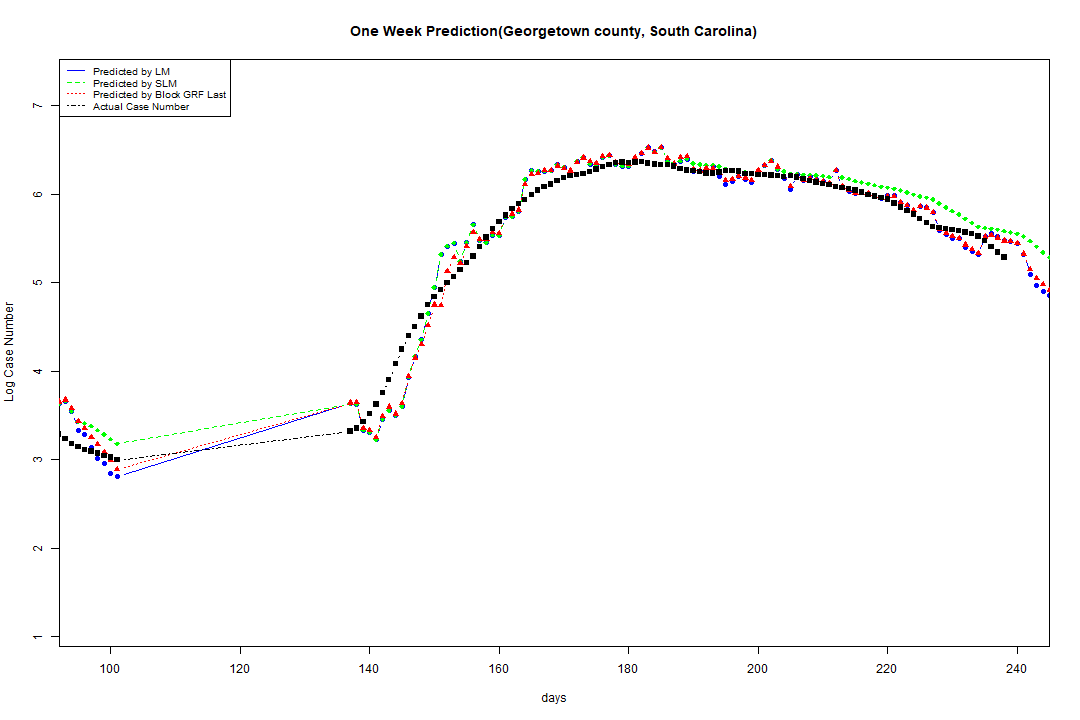 One Week Prediction(Georgetown county, South Carolina)
Predicted by LM
Predicted by SLM
Predicted by Block GRF Last
Actual Case Number
7
6
5
4
3
2
1
Log Case Number
100 120 140 160 180 200 220 240
days